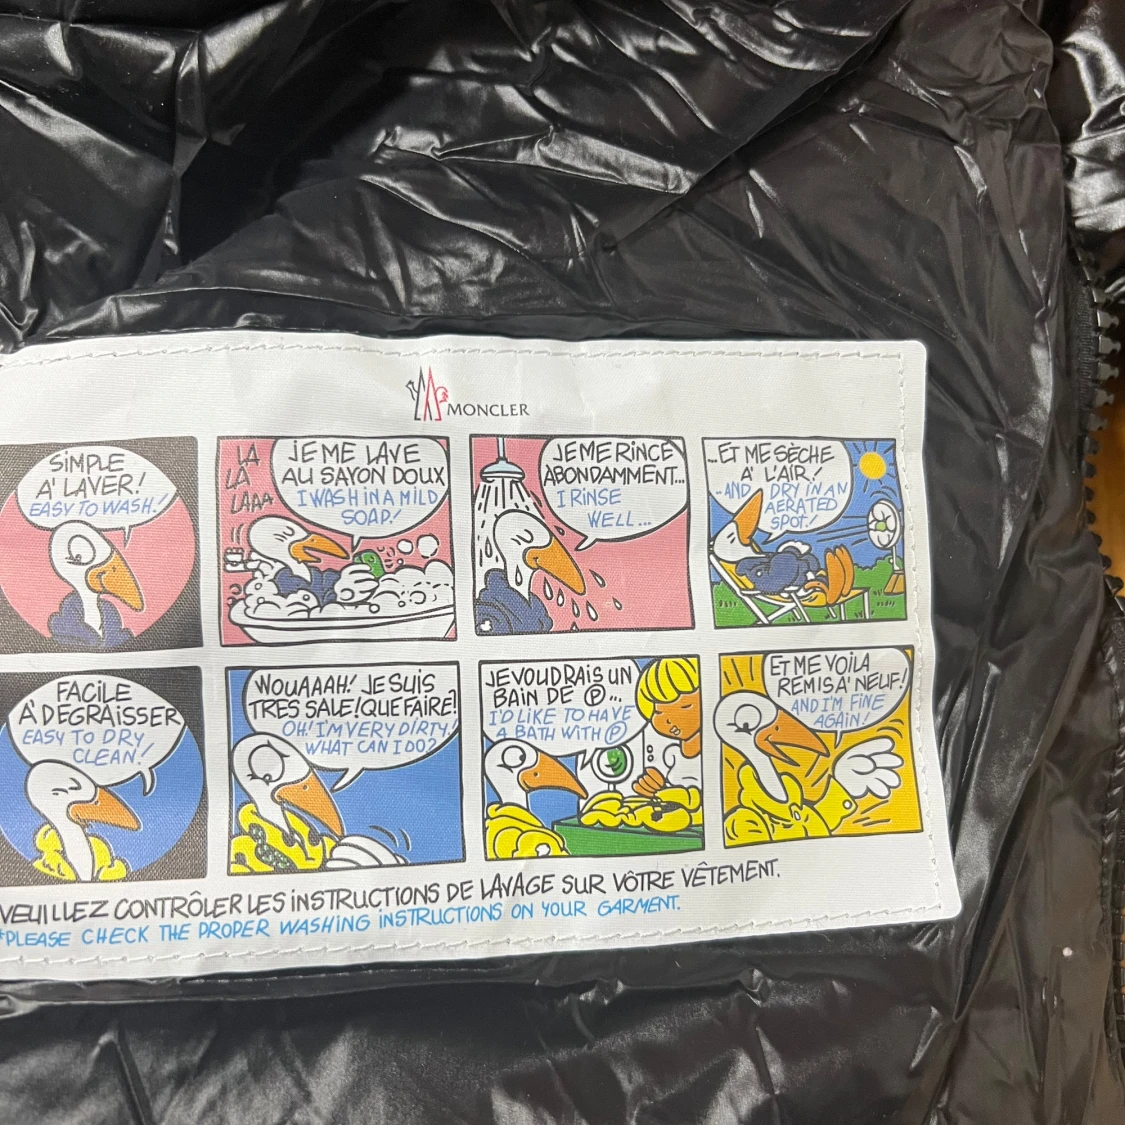 MONCLER
SiMPLE
A' LAVER!
EASY TO WASH!
LA
LA
LAAA
JE ME LAVE
AU SAVON DOUX
I WASH iN A MiLD
SOAP!
JE ME RiNCE
ABONDAMMENT...
I RiNSE
WELL...
...ET ME SÈCHE
A' L'AiR!
-AND DRY IN AN
AERATED
SPOT!
FACiLE
A' DEGRAiSSER
EASY TO DRY
CLEAN!
WOUAAAH! JE SUiS
TRES SALE! QUE FAiRE!
OH! I'M VERY DiRTY!
WHAT CAN I DO?
JE VOUDRAiS UN
BAiN DE Ⓟ...
I'D LIKE TO HAVE
A BATH WiTH Ⓟ
ET ME VOiLA
REMiS A' NEUF!
AND I'M FINE
AGAiN!
VEUiLLEZ CONTRÔLER LES iNSTRUCTiONS DE LAVAGE SUR VÔTRE VÊTEMENT.
*PLEASE CHECK THE PROPER WASHiNG iNSTRUCTiONS ON YOUR GARMENT.